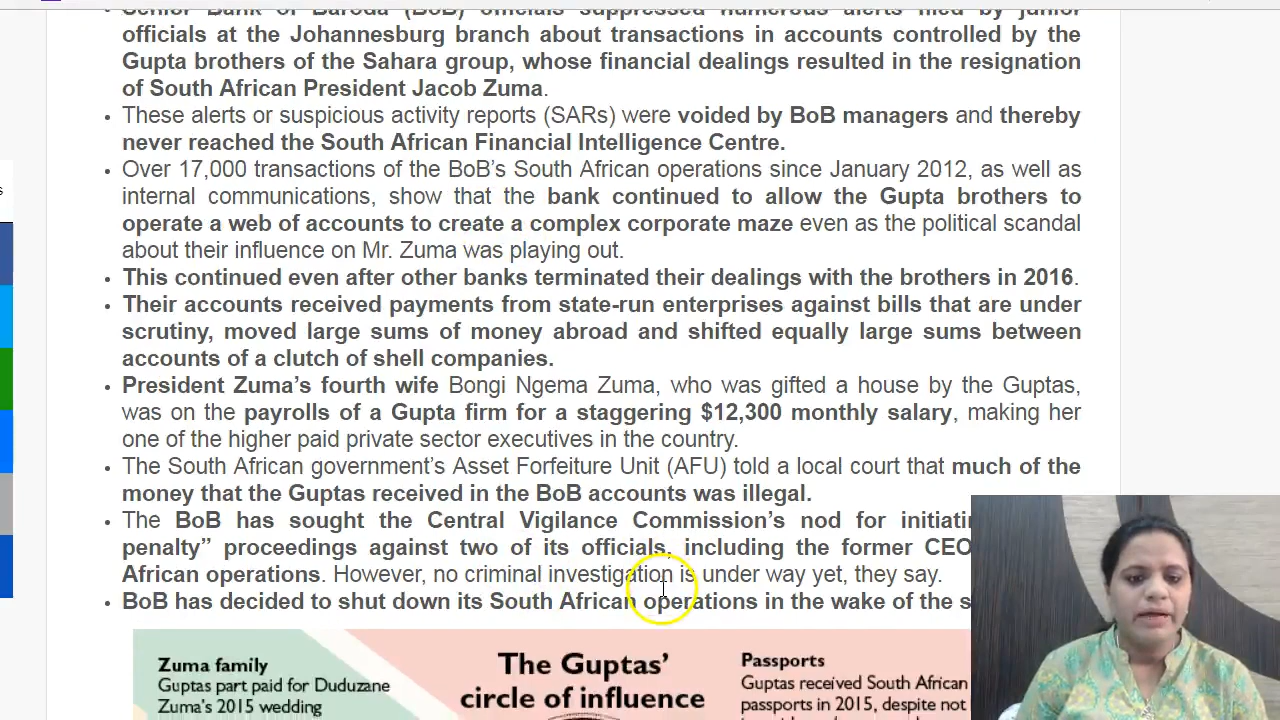 Senior Bank of Baroda (BoB) officials suppressed numerous alerts filed by junior
officials at the Johannesburg branch about transactions in accounts controlled by the
Gupta brothers of the Sahara group, whose financial dealings resulted in the resignation
of South African President Jacob Zuma.
These alerts or suspicious activity reports (SARs) were voided by BoB managers and thereby
never reached the South African Financial Intelligence Centre.
Over 17,000 transactions of the BoB's South African operations since January 2012, as well as
internal communications, show that the bank continued to allow the Gupta brothers to
operate a web of accounts to create a complex corporate maze even as the political scandal
about their influence on Mr. Zuma was playing out.
This continued even after other banks terminated their dealings with the brothers in 2016.
Their accounts received payments from state-run enterprises against bills that are under
scrutiny, moved large sums of money abroad and shifted equally large sums between
accounts of a clutch of shell companies.
President Zuma's fourth wife Bongi Ngema Zuma, who was gifted a house by the Guptas,
was on the payrolls of a Gupta firm for a staggering $12,300 monthly salary, making her
one of the higher paid private sector executives in the country.
The South African government's Asset Forfeiture Unit (AFU) told a local court that much of the
money that the Guptas received in the BoB accounts was illegal.
The BoB has sought the Central Vigilance Commission's nod for
penalty" proceedings against two of its officials, including the former CEO
African operations. However, no criminal investigation is under way yet, they say.
BoB has decided to shut down its South African operations in the wake of the
Zuma family
Guptas part paid for Duduzane
Zuma's 2015 wedding
The Guptas'
circle of influence
Passports
Guptas received South African
passports in 2015, despite not